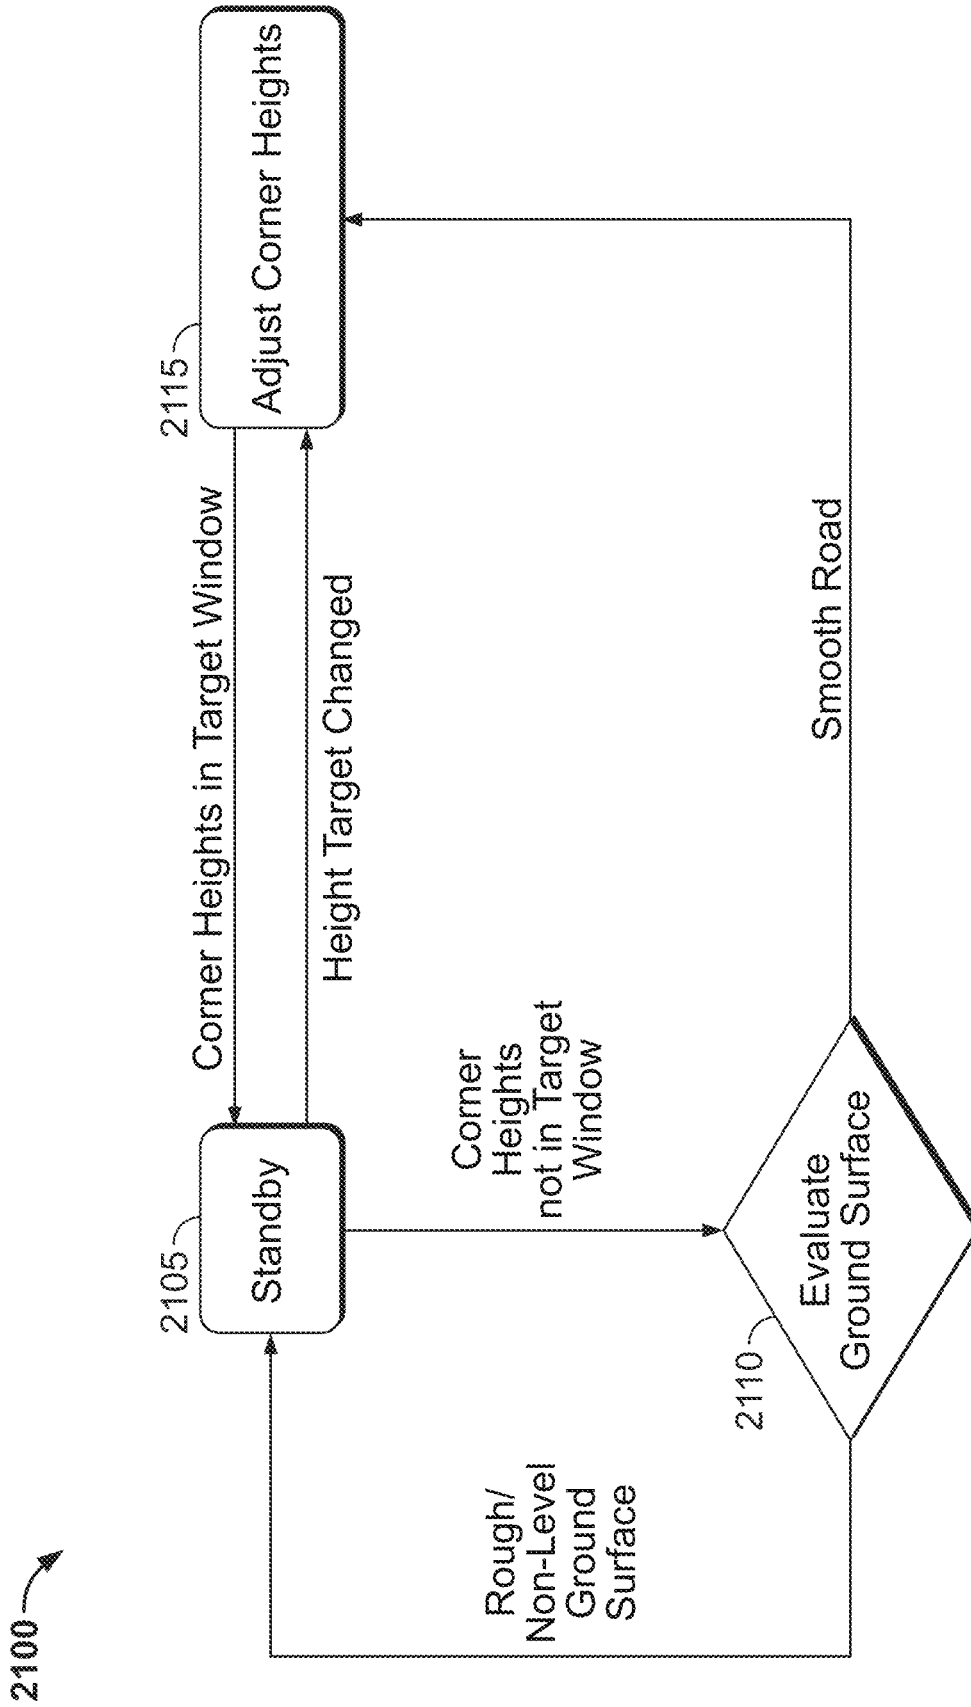 2100
2105
Standby
Corner Heights in Target Window
Height Target Changed
2115
Adjust Corner Heights
Rough/
Non-Level
Ground
Surface
Corner
Heights
not in Target
Window
2110
Evaluate
Ground Surface
Smooth Road